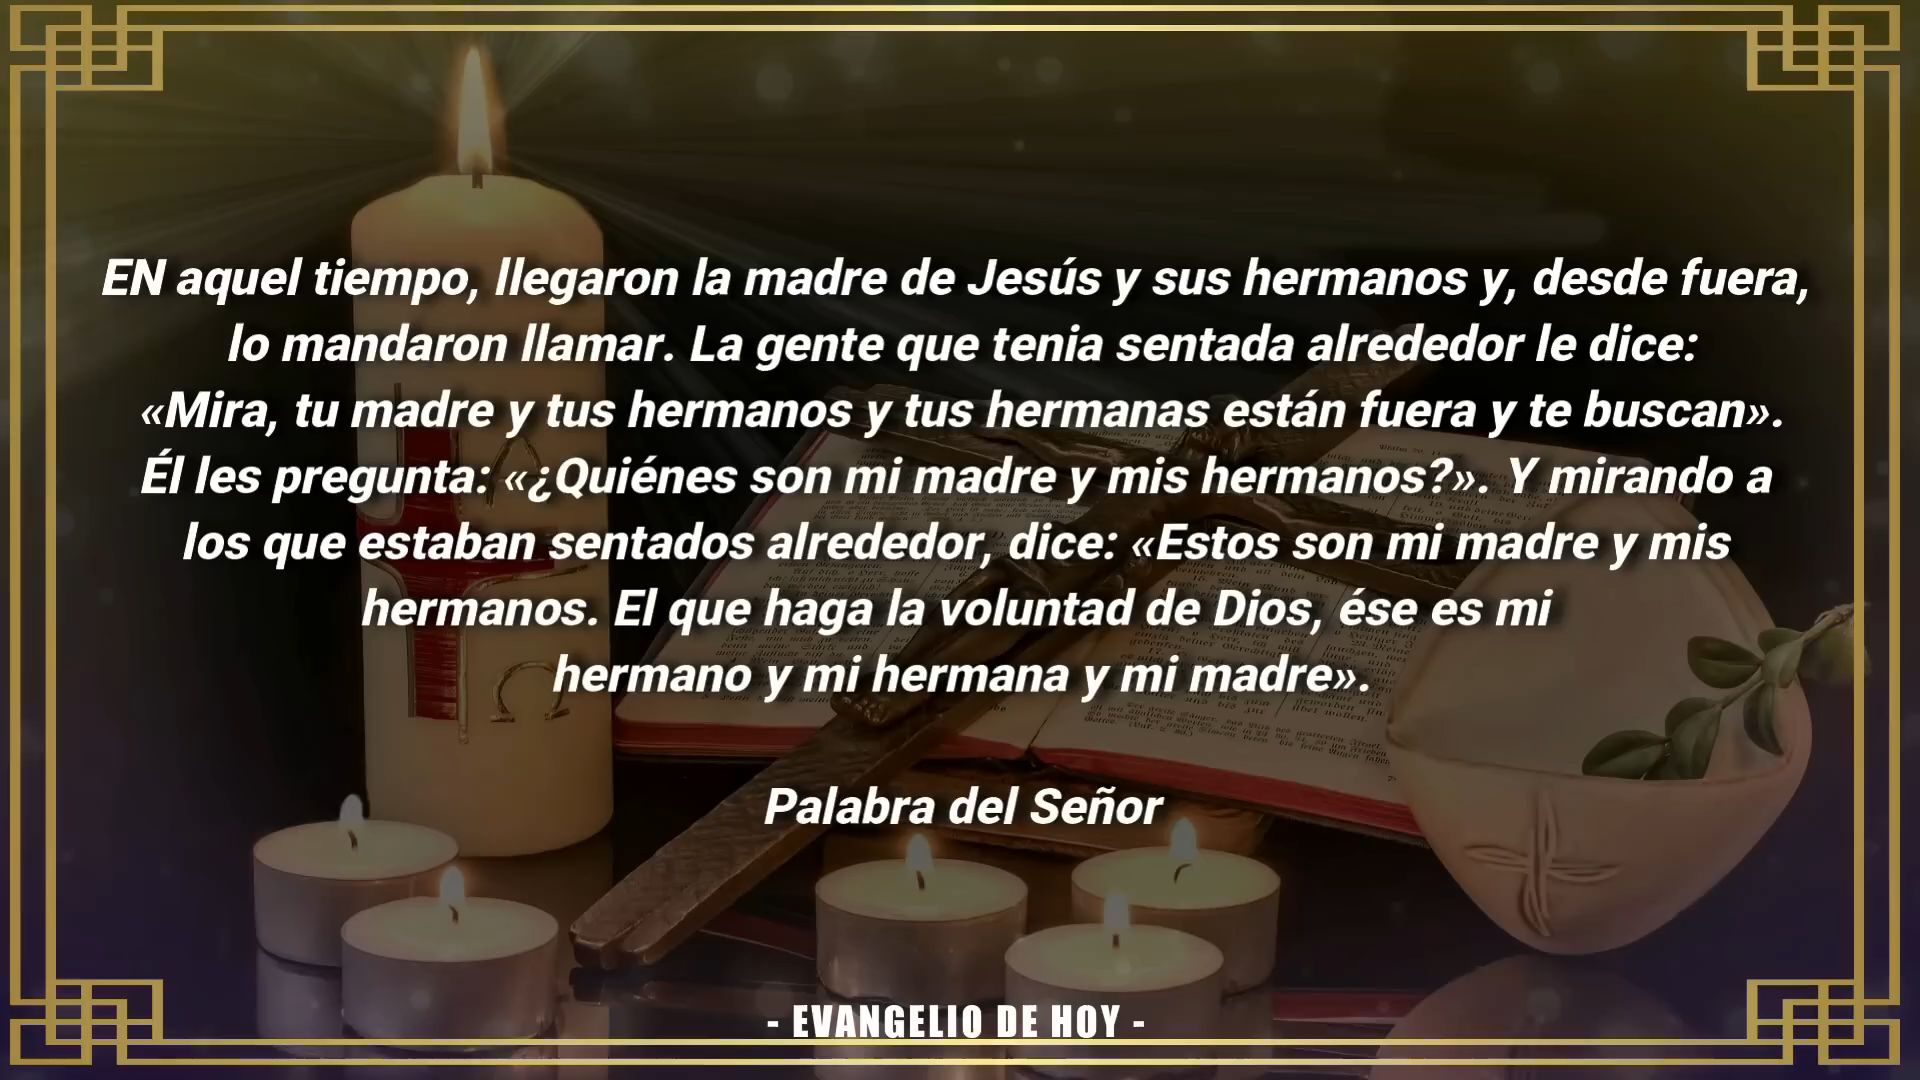 EN aquel tiempo, llegaron la madre de Jesús y sus hermanos y, desde fuera,
lo mandaron llamar. La gente que tenia sentada alrededor le dice:
«Mira, tu madre y tus hermanos y tus hermanas están fuera y te buscan».
Él les pregunta: «¿Quiénes son mi madre y mis hermanos?». Y mirando a
los que estaban sentados alrededor, dice: «Estos son mi madre y mis
hermanos. El que haga la voluntad de Dios, ése es mi
hermano y mi hermana y mi madre».
Palabra del Señor
- EVANGELIO DE HOY -